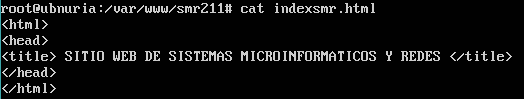 root@ubnuria:/var/www/smr211# cat indexsmr.html
<html>
<head>
<title> SITIO WEB DE SISTEMAS MICROINFORMATICOS Y REDES </title>
</head>
</html>